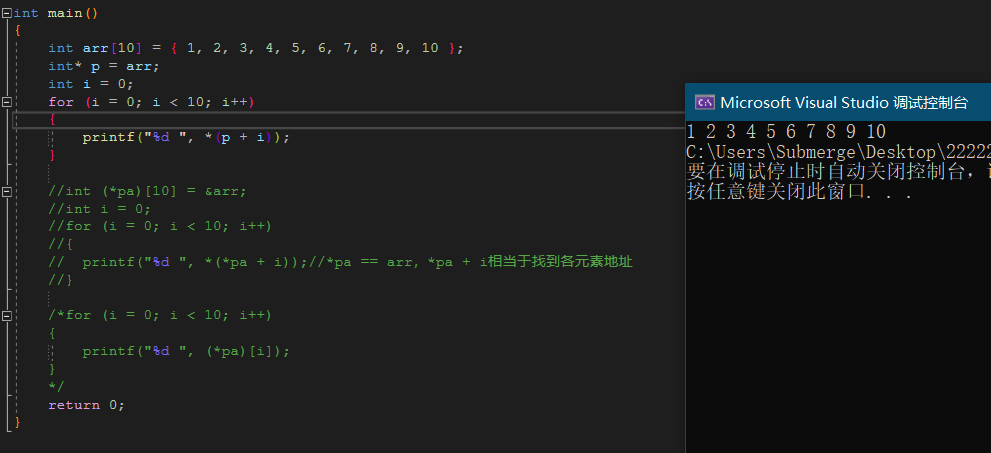 int main()
{
int arr[10] = { 1, 2, 3, 4, 5, 6, 7, 8, 9, 10 };
int* p = arr;
int i = 0;
for (i = 0; i < 10; i++)
{
printf("%d ", *(p + i));
}
//int (*pa)[10] = &arr;
//int i = 0;
//for (i = 0; i < 10; i++)
//{
// printf("%d ", *(*pa + i));//*pa == arr, *pa + i相当于找到各元素地址
//}
/*for (i = 0; i < 10; i++)
{
printf("%d ", (*pa)[i]);
}
*/
return 0;
}
Microsoft Visual Studio 调试控制台
1 2 3 4 5 6 7 8 9 10
C:\Users\Submerge\Desktop\22222
要在调试停止时自动关闭控制台，
按任意键关闭此窗口. . .